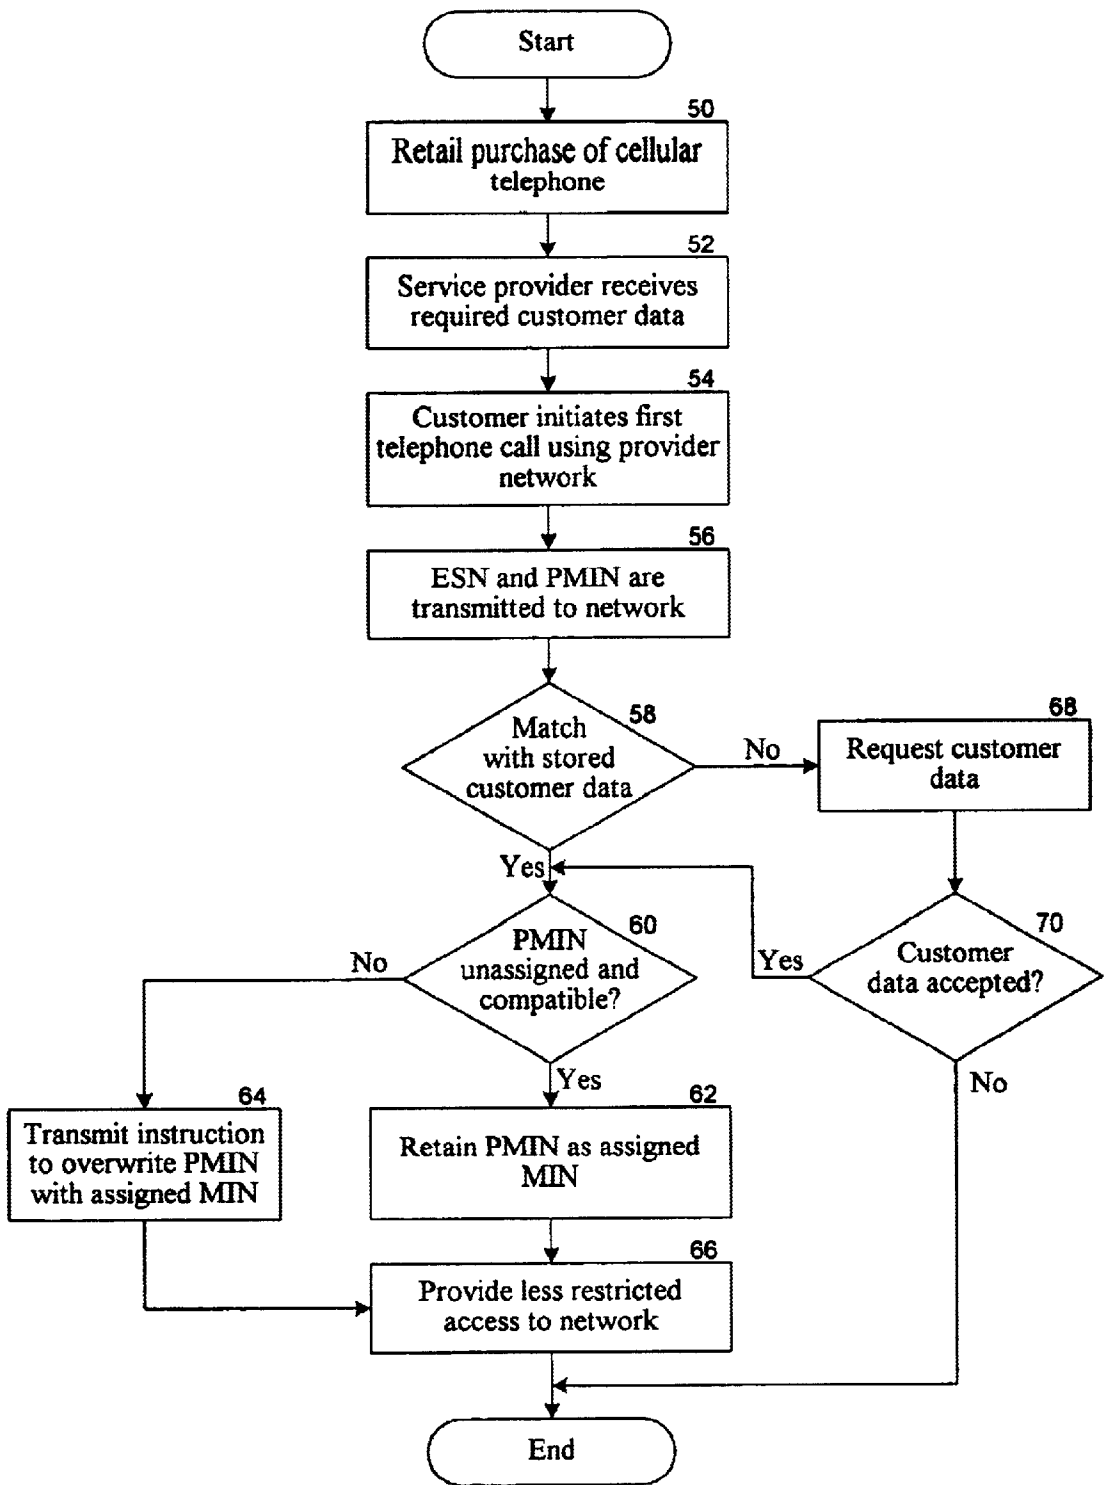 Start
50
Retail purchase of cellular
telephone
52
Service provider receives
required customer data
54
Customer initiates first
telephone call using provider
network
56
ESN and PMIN are
transmitted to network
58
Match
with stored
customer data
No
68
Request customer
data
Yes
60
PMIN
unassigned and
compatible?
No
Yes
70
Customer
data accepted?
Yes
No
64
Transmit instruction
to overwrite PMIN
with assigned MIN
62
Retain PMIN as assigned
MIN
66
Provide less restricted
access to network
End